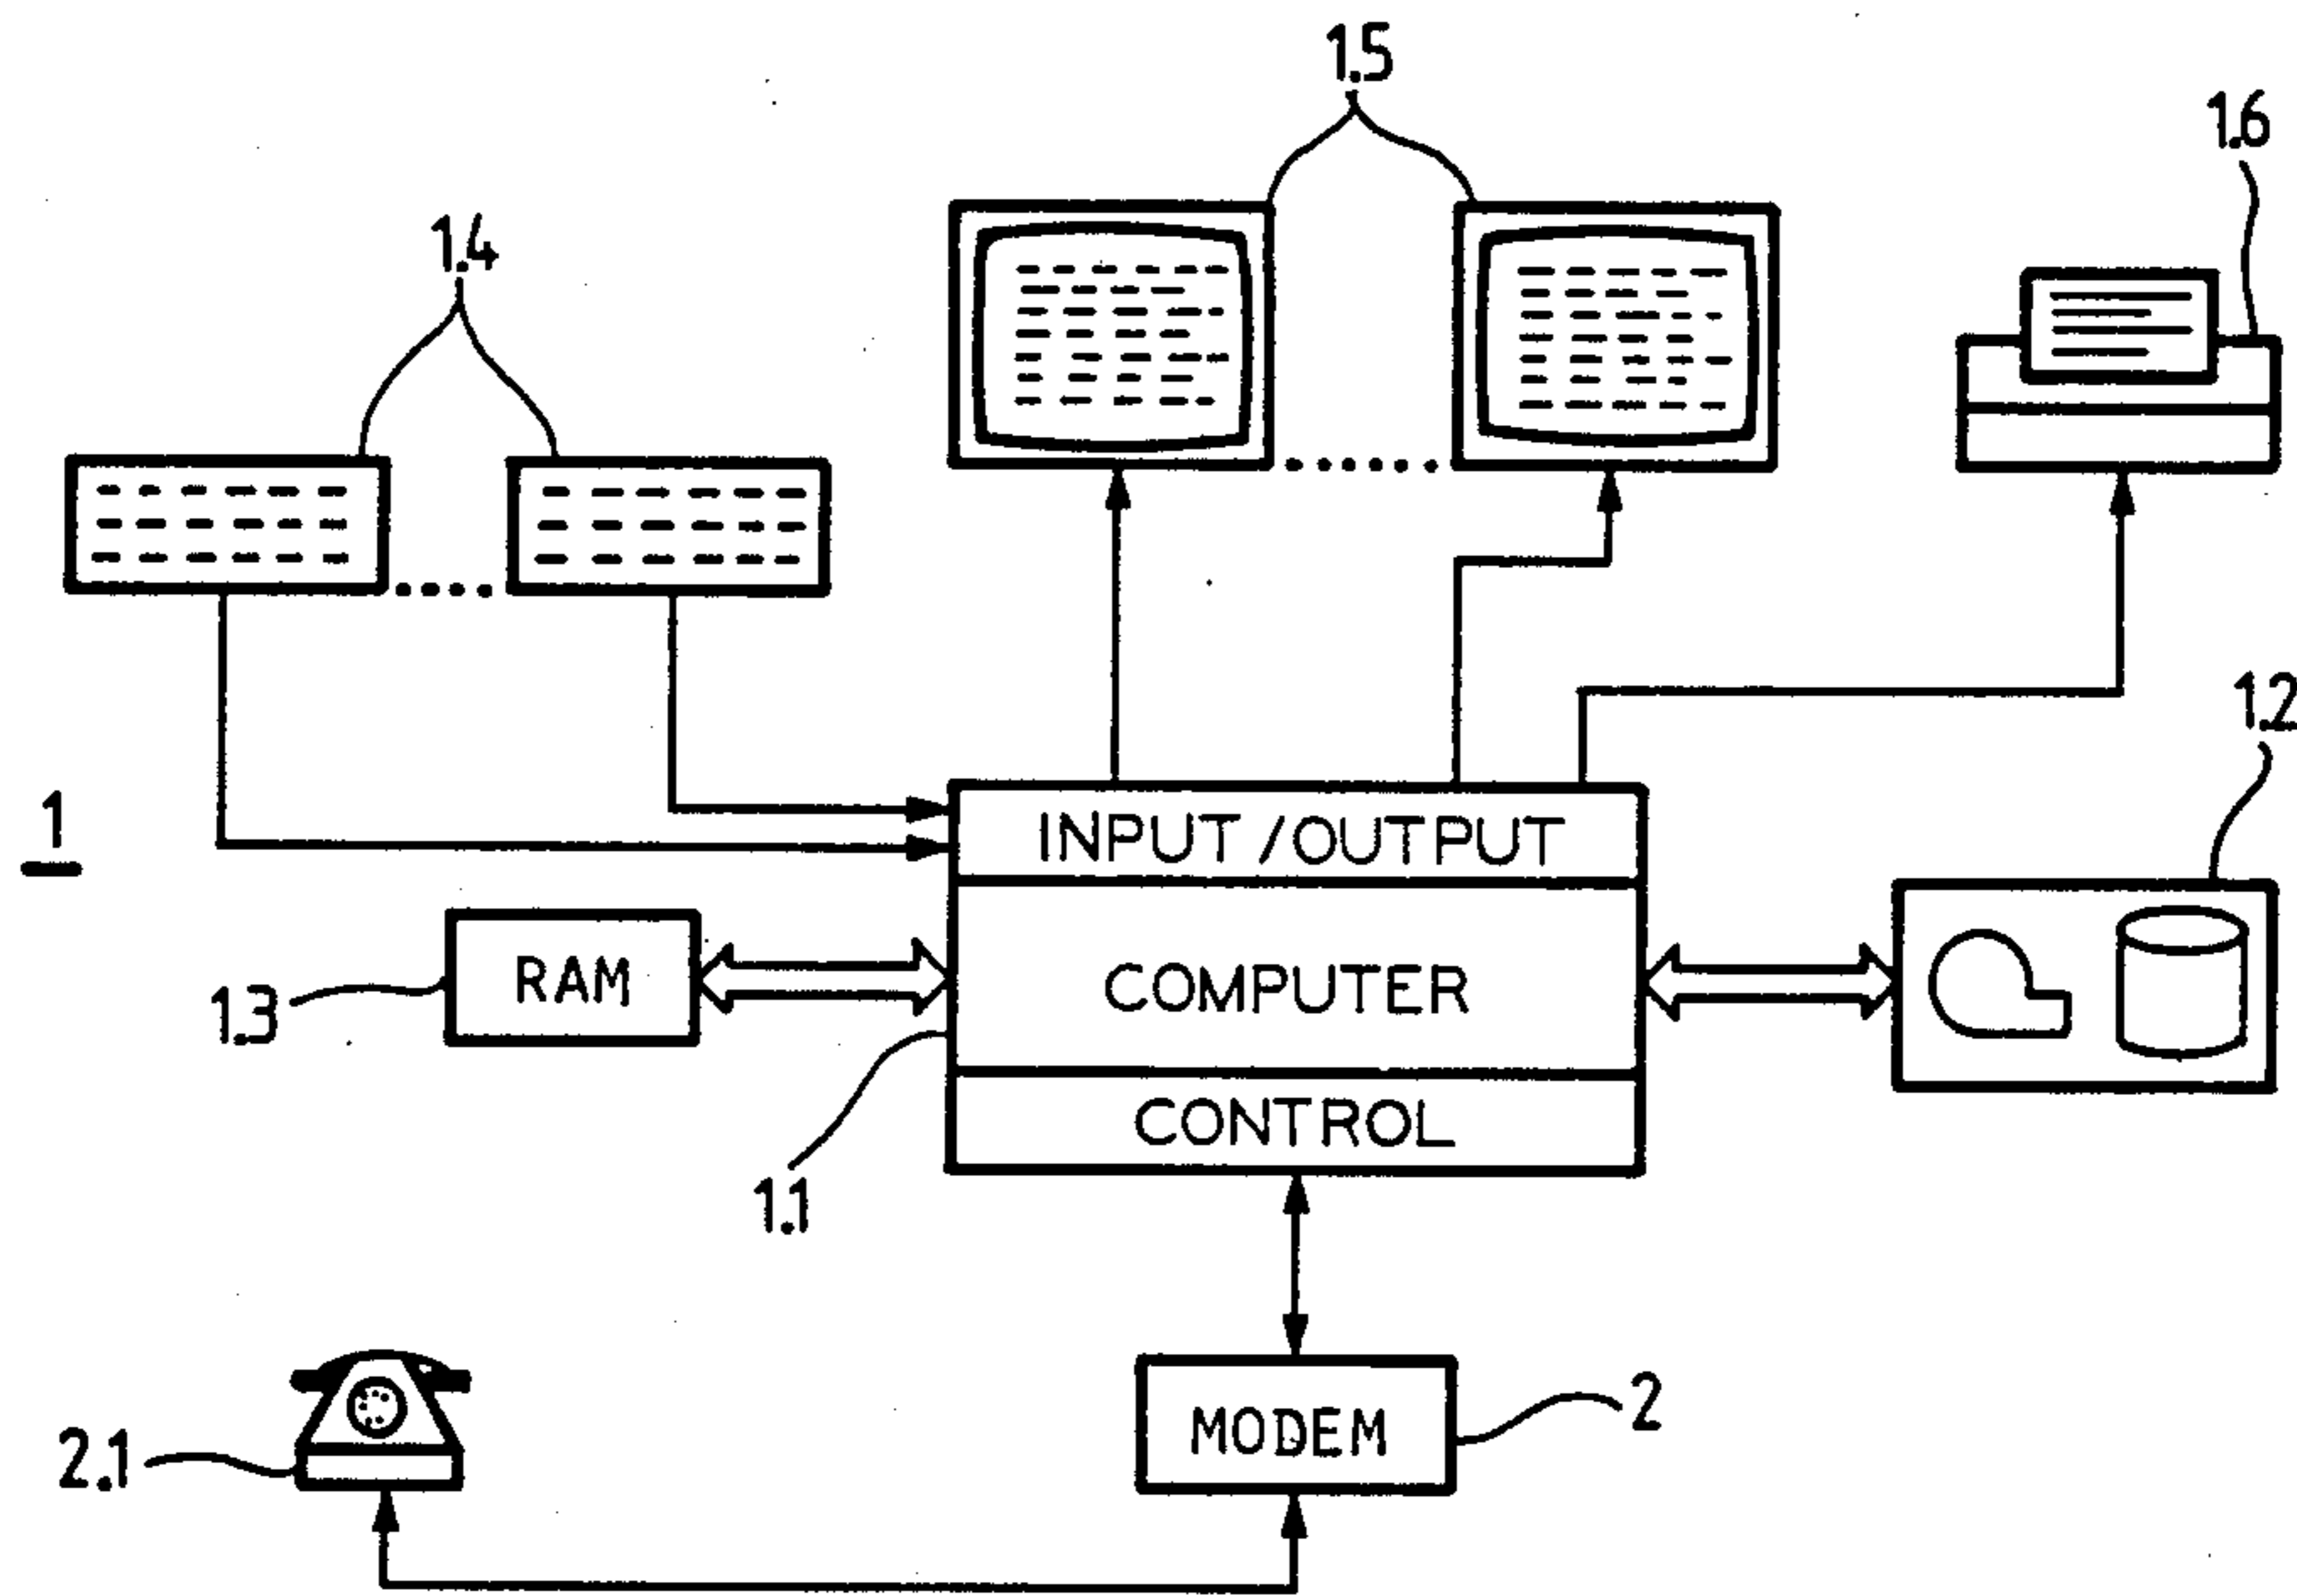 1.5
1.6
1.4
1.2
1
INPUT/OUTPUT
RAM
COMPUTER
1.3
CONTROL
1.1
MODEM
2
2.1